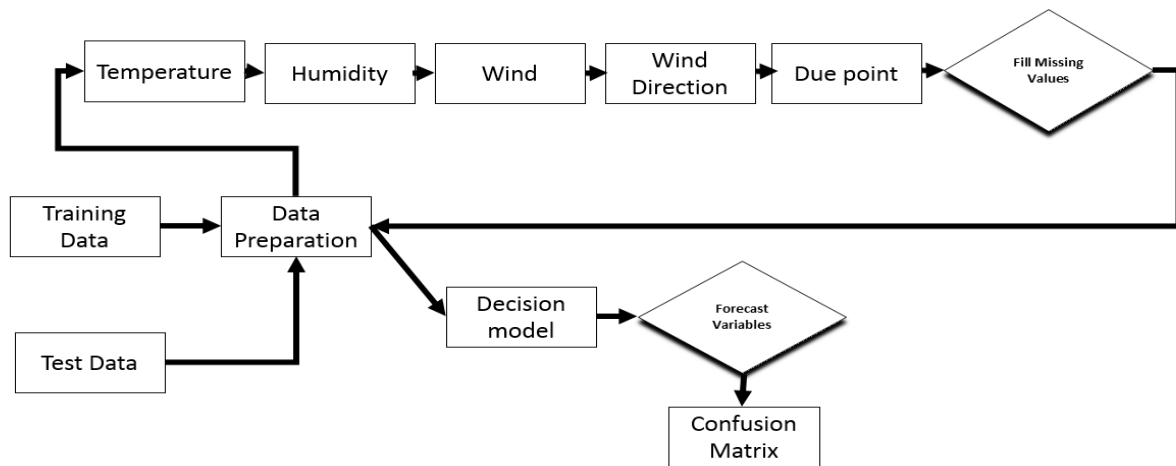 Temperature
Humidity
Wind
Wind
Direction
Due point
Fill Missing
Values
Training
Data
Data
Preparation
Test Data
Decision
model
Forecast
Variables
Confusion
Matrix